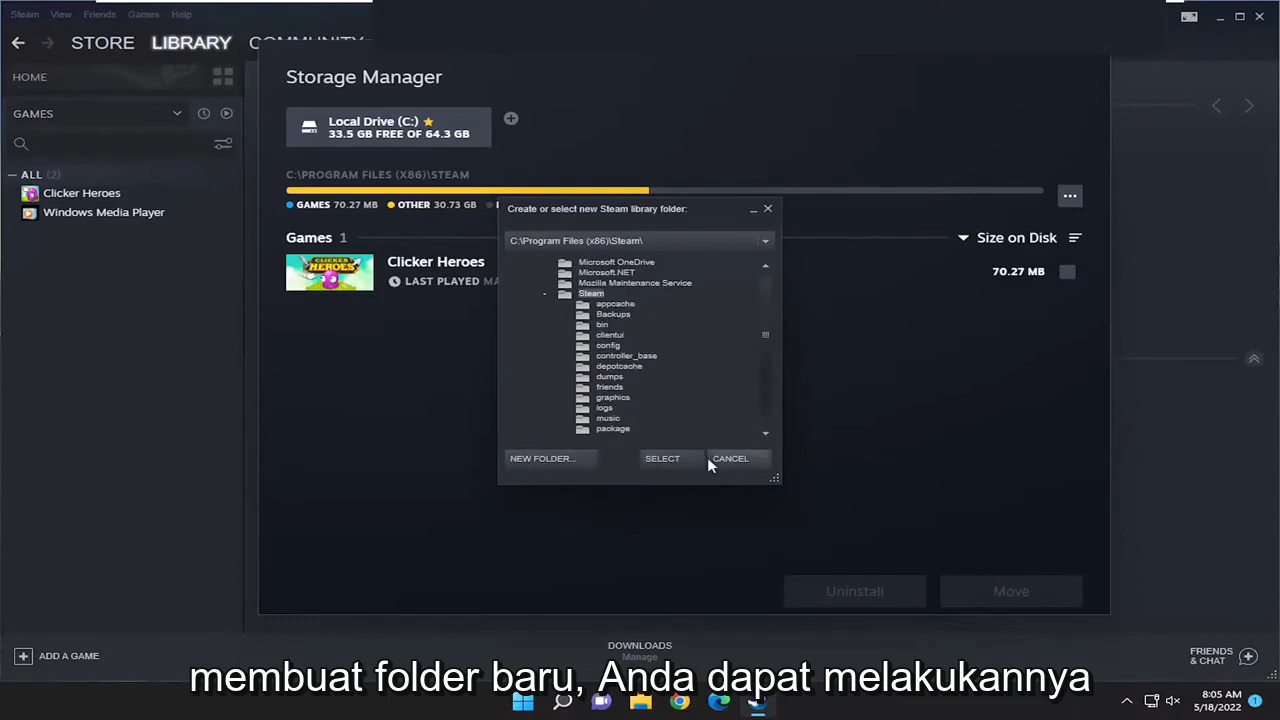 Steam View Friends Games Help
STORE LIBRARY COMMUNITY
HOME
GAMES
ALL (2)
Clicker Heroes
Windows Media Player
Storage Manager
Local Drive (C:)
33.5 GB FREE OF 64.3 GB
C:\PROGRAM FILES (X86)\STEAM
GAMES 70.27 MB OTHER 30.73 GB
Games 1
Size on Disk
Clicker Heroes
LAST PLAYED
70.27 MB
Create or select new Steam library folder:
C:\Program Files (x86)\Steam\
Microsoft OneDrive
Microsoft.NET
Mozilla Maintenance Service
Steam
appcache
Backups
bin
clientui
config
controller_base
depotcache
dumps
friends
graphics
logs
music
package
NEW FOLDER... SELECT CANCEL
Uninstall Move
ADD A GAME
DOWNLOADS
Manage
FRIENDS
& CHAT
membuat folder baru, Anda dapat melakukannya
8:05 AM
5/18/2022
1